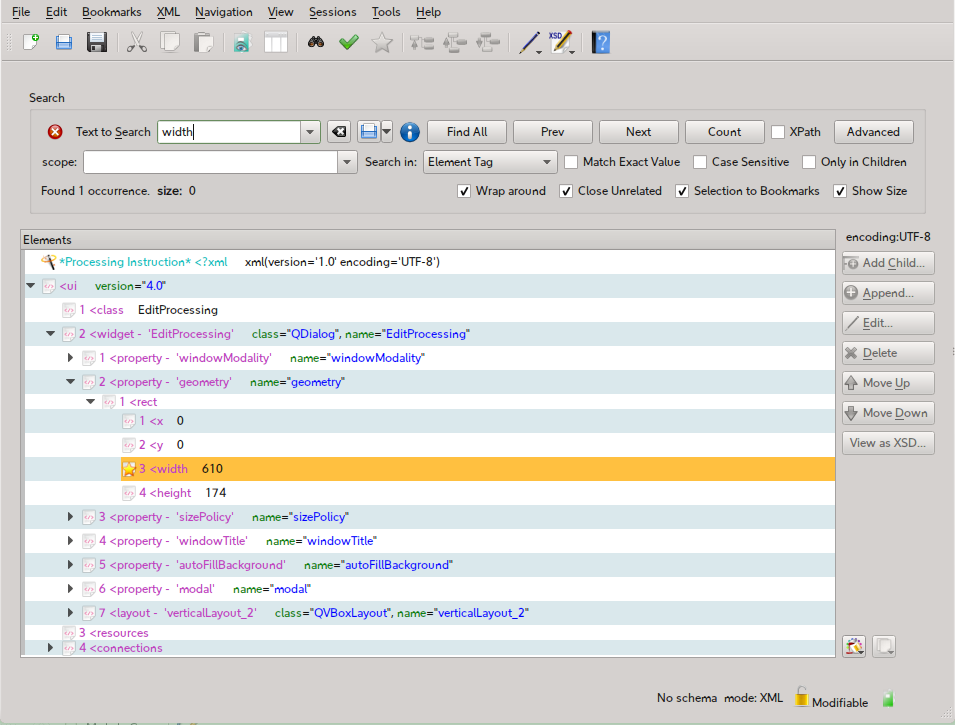 File Edit Bookmarks XML Navigation View Sessions Tools Help
XSD
Search
Text to Search width Find All Prev Next Count XPath Advanced
scope: Search in: Element Tag Match Exact Value Case Sensitive Only in Children
Found 1 occurrence. size: 0 Wrap around Close Unrelated Selection to Bookmarks Show Size
Elements
encoding:UTF-8
*Processing Instruction* <?xml xml(version='1.0' encoding='UTF-8')
<ui version="4.0"
1 <class EditProcessing
2 <widget - 'EditProcessing' class="QDialog", name="EditProcessing"
1 <property - 'windowModality' name="windowModality"
2 <property - 'geometry' name="geometry"
1 <rect
1 <x 0
2 <y 0
3 <width 610
4 <height 174
3 <property - 'sizePolicy' name="sizePolicy"
4 <property - 'windowTitle' name="windowTitle"
5 <property - 'autoFillBackground' name="autoFillBackground"
6 <property - 'modal' name="modal"
7 <layout - 'verticalLayout_2' class="QVBoxLayout", name="verticalLayout_2"
3 <resources
4 <connections
Add Child...
Append...
Edit...
Delete
Move Up
Move Down
View as XSD...
No schema mode: XML Modifiable